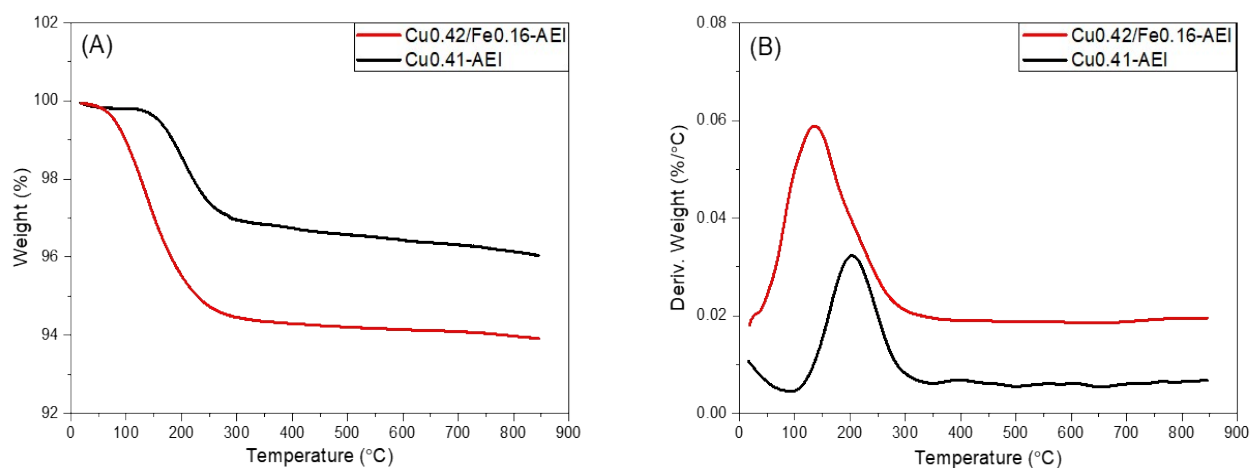 (A)
Cu0.42/Fe0.16-AEI
Cu0.41-AEI
Weight (%)
102
100
98
96
94
92
0 100 200 300 400 500 600 700 800 900
Temperature (°C)
(B)
Cu0.42/Fe0.16-AEI
Cu0.41-AEI
Deriv. Weight (%/°C)
0.08
0.06
0.04
0.02
0.00
0 100 200 300 400 500 600 700 800 900
Temperature (°C)